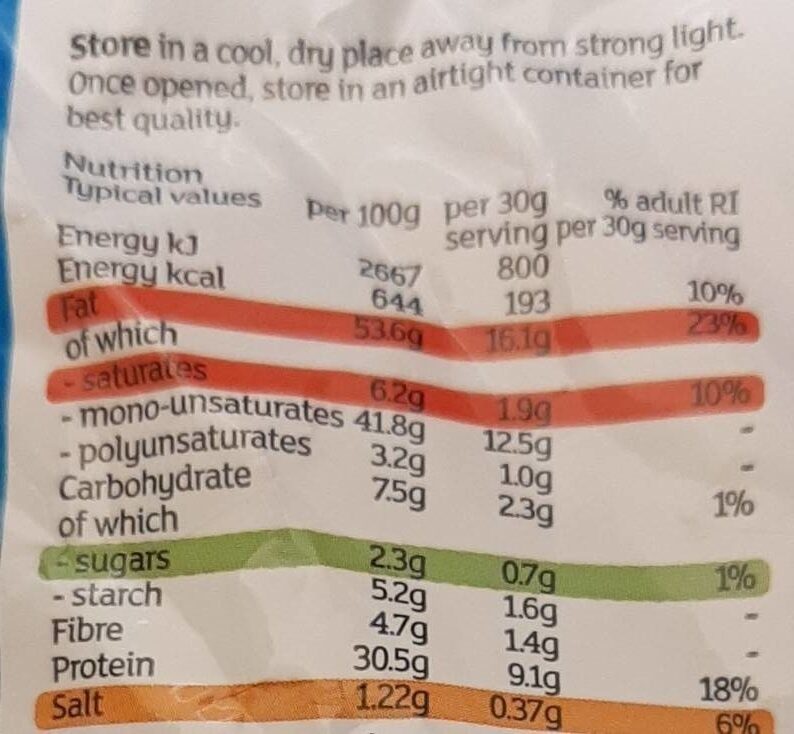 Store in a cool, dry place away from strong light.
Once opened, store in an airtight container for
best quality.
Nutrition
Typical values per 100g per 30g % adult RI
serving per 30g serving
Energy kJ 2667 800
Energy kcal 644 193 10%
Fat 53.6g 16.1g 23%
of which
- saturates 6.2g 1.9g 10%
- mono-unsaturates 41.8g 12.5g -
- polyunsaturates 3.2g 1.0g -
Carbohydrate 7.5g 2.3g 1%
of which
- sugars 2.3g 0.7g 1%
- starch 5.2g 1.6g -
Fibre 4.7g 1.4g -
Protein 30.5g 9.1g 18%
Salt 1.22g 0.37g 6%